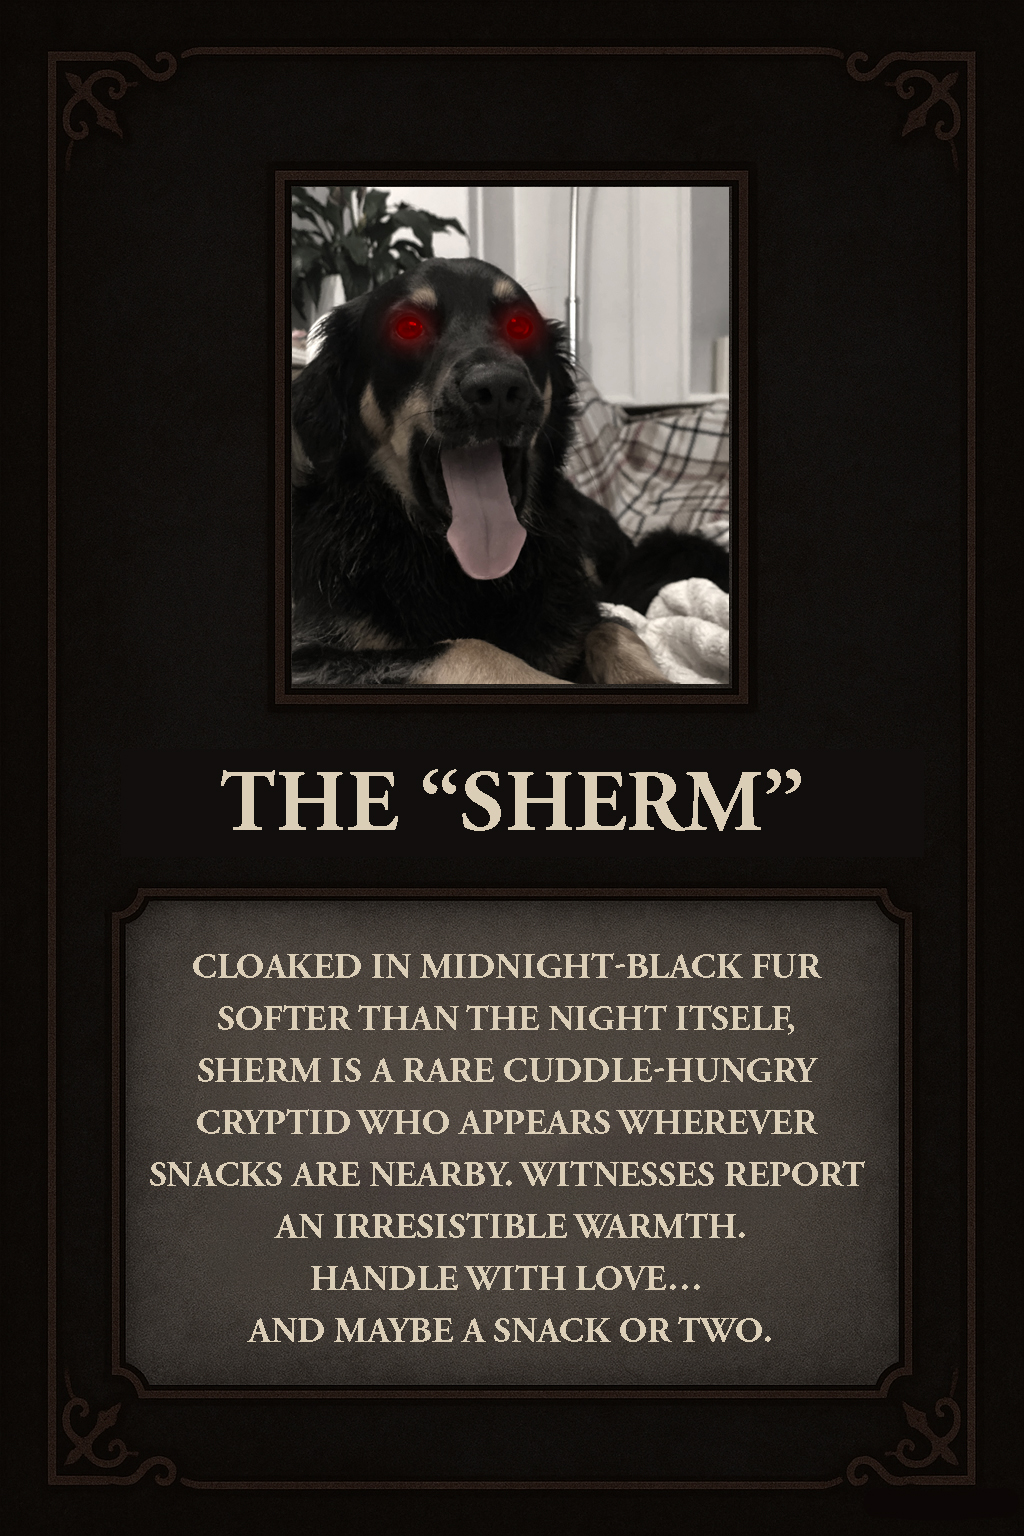 THE “SHERM”
CLOAKED IN MIDNIGHT-BLACK FUR
SOFTER THAN THE NIGHT ITSELF,
SHERM IS A RARE CUDDLE-HUNGRY
CRYPTID WHO APPEARS WHEREVER
SNACKS ARE NEARBY. WITNESSES REPORT
AN IRRESISTIBLE WARMTH.
HANDLE WITH LOVE...
AND MAYBE A SNACK OR TWO.